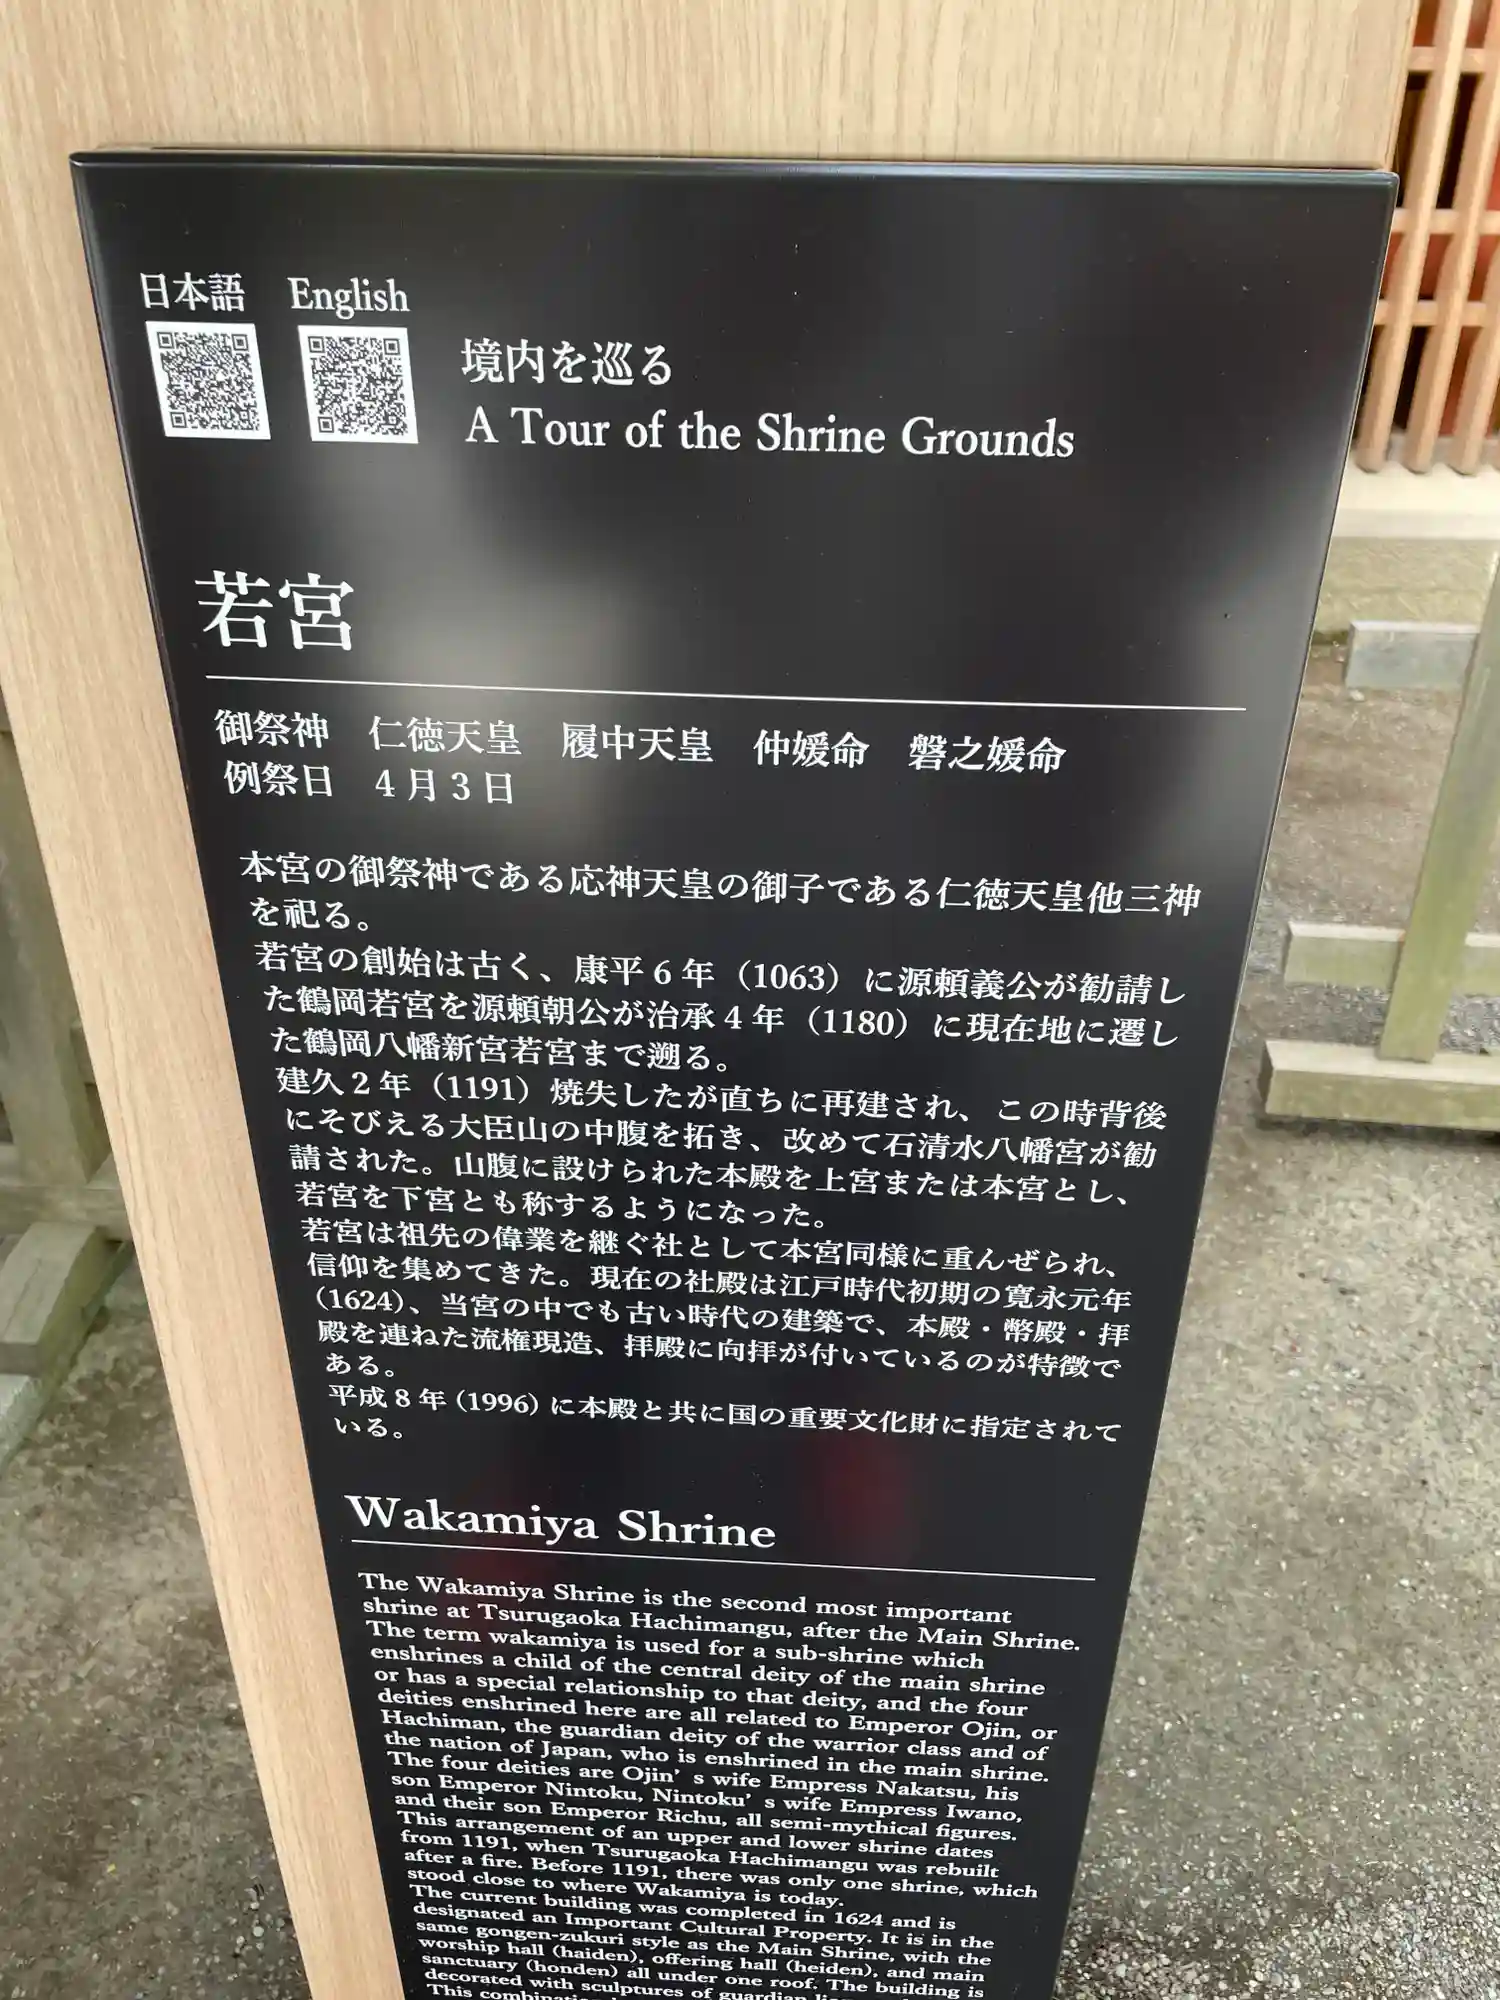 日本語 English
境内を巡る
A Tour of the Shrine Grounds
若宮
御祭神 仁徳天皇 履中天皇 仲媛命 磐之媛命
例祭日 4月3日
本宮の御祭神である応神天皇の御子である仁徳天皇他三神
を祀る。
若宮の創始は古く、康平6年（1063）に源頼義公が勧請し
た鶴岡若宮を源頼朝公が治承4年（1180）に現在地に遷し
た鶴岡八幡新宮若宮まで遡る。
建久2年（1191）焼失したが直ちに再建され、この時背後
にそびえる大臣山の中腹を拓き、改めて石清水八幡宮が勧
請された。山腹に設けられた本殿を上宮または本宮とし、
若宮を下宮とも称するようになった。
若宮は祖先の偉業を継ぐ社として本宮同様に重んぜられ、
信仰を集めてきた。現在の社殿は江戸時代初期の寛永元年
（1624）、当宮の中でも古い時代の建築で、本殿・幣殿・拝
殿を連ねた流権現造、拝殿に向拝が付いているのが特徴で
ある。
平成8年（1996）に本殿と共に国の重要文化財に指定されて
いる。
Wakamiya Shrine
The Wakamiya Shrine is the second most important
shrine at Tsurugaoka Hachimangu, after the Main Shrine.
The term wakamiya is used for a sub-shrine which
enshrines a child of the central deity of the main shrine
or has a special relationship to that deity, and the four
deities enshrined here are all related to Emperor Ojin, or
Hachiman, the guardian deity of the warrior class and of
the nation of Japan, who is enshrined in the main shrine.
The four deities are Ojin’s wife Empress Nakatsu, his
son Emperor Nintoku, Nintoku’s wife Empress Iwano,
and their son Emperor Richu, all semi-mythical figures.
This arrangement of an upper and lower shrine dates
from 1191, when Tsurugaoka Hachimangu was rebuilt
after a fire. Before 1191, there was only one shrine, which
stood close to where Wakamiya is today.
The current building was completed in 1624 and is
designated an Important Cultural Property. It is in the
same gongen-zukuri style as the Main Shrine, with the
worship hall (haiden), offering hall (heiden), and main
sanctuary (honden) all under one roof. The building is
decorated with sculptures of guardian
This